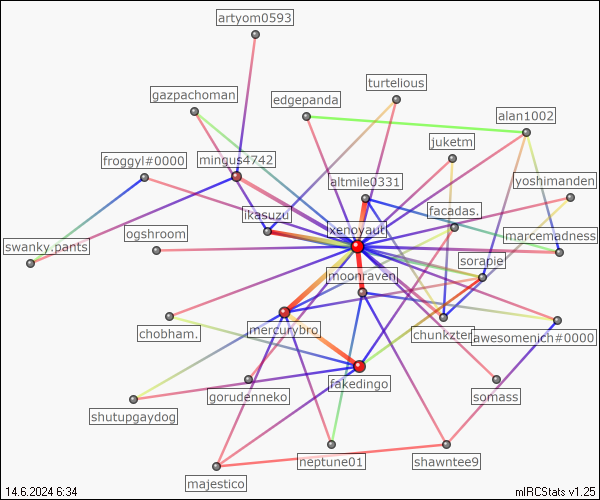 artyom0593
turtelious
gazpachoman
edgepanda
alan1002
juketm
froggyl#0000
mingus4742
altmile0331
yoshimanden
ikasuzu
facadas.
xenoyaut
ogshroom
marcemadness
swanky.pants
sorapie
moonraven
mercurybro
chobham.
chunkzter
awesomenich#0000
fakedingo
gorudenneko
somass
shutupgaydog
neptune01
shawntee9
majestico
14.6.2024 6:34
mIRCStats v1.25